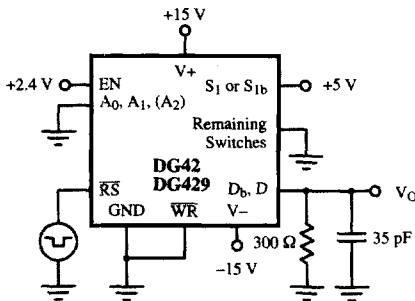 +15 V
V+
+2.4 V
EN
S1 or S1b
+5 V
A0, A1, (A2)
Remaining
Switches
DG42
DG429
RS
Db, D
VO
GND
WR
V−
300 Ω
35 pF
−15 V